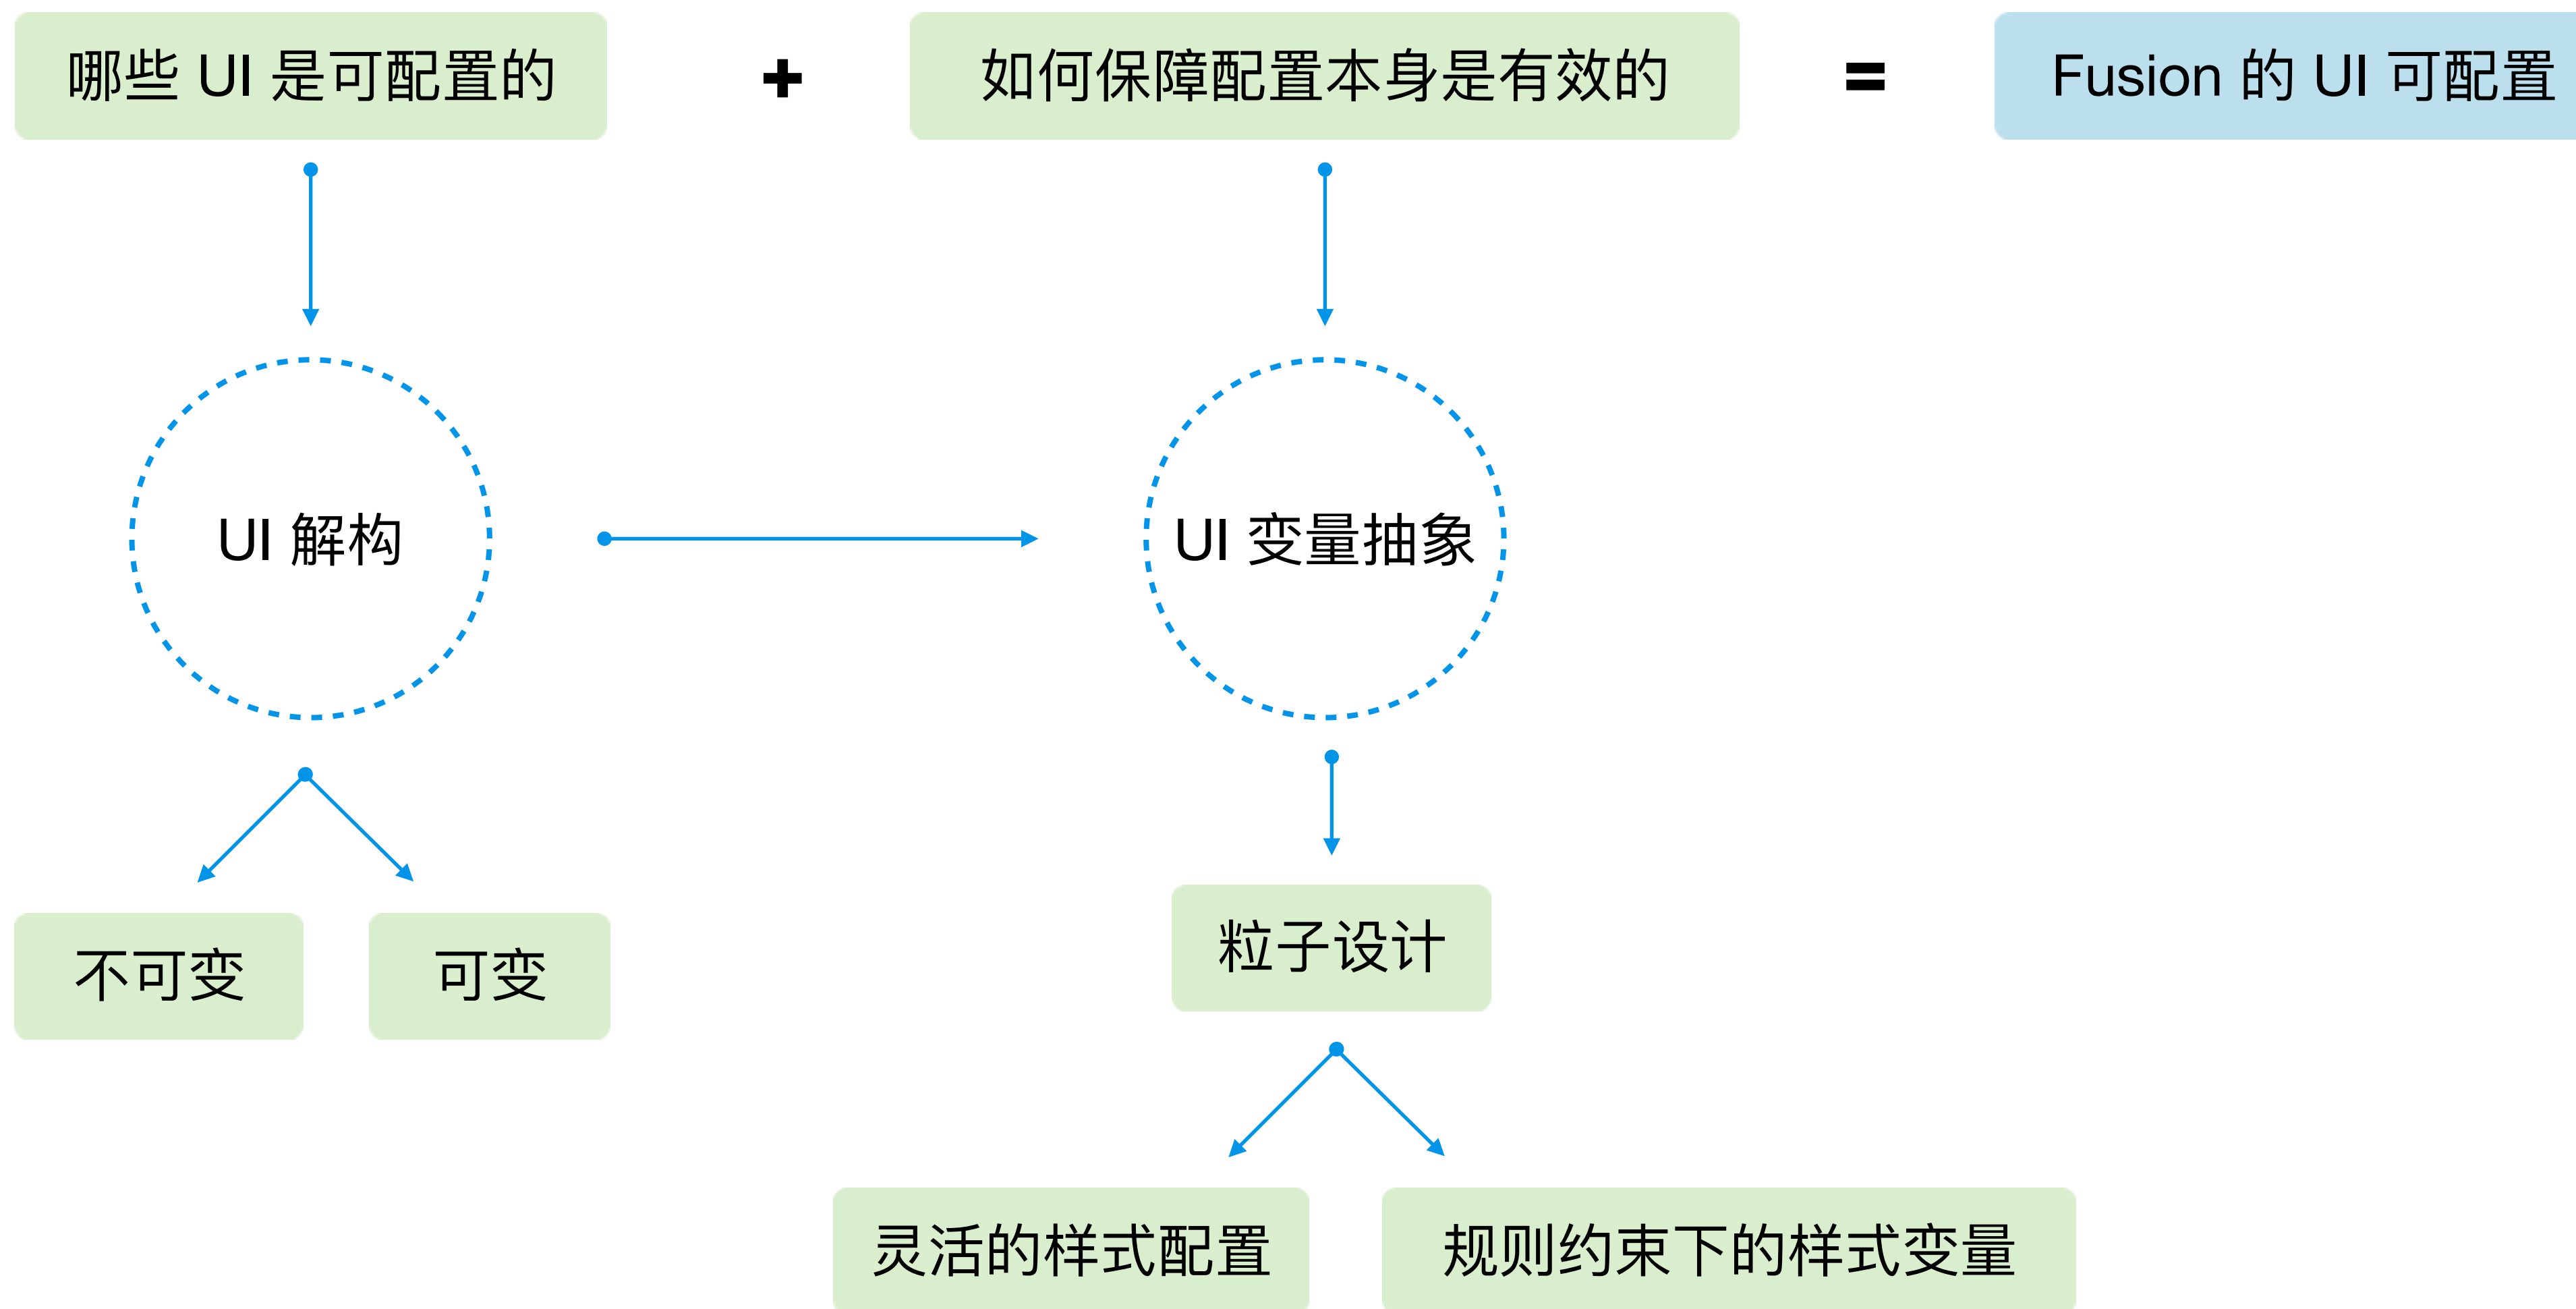 哪些 UI 是可配置的 + 如何保障配置本身是有效的 = Fusion 的 UI 可配置
UI 解构
UI 变量抽象
不可变
可变
粒子设计
灵活的样式配置
规则约束下的样式变量